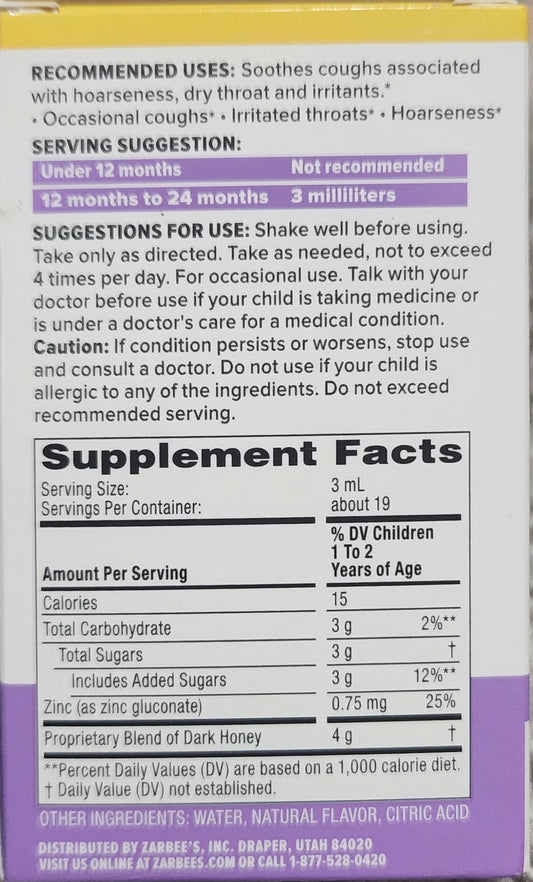 RECOMMENDED USES: Soothes coughs associated
with hoarseness, dry throat and irritants.*
• Occasional coughs* • Irritated throats* • Hoarseness*
SERVING SUGGESTION:
Under 12 months Not recommended
12 months to 24 months 3 milliliters
SUGGESTIONS FOR USE: Shake well before using.
Take only as directed. Take as needed, not to exceed
4 times per day. For occasional use. Talk with your
doctor before use if your child is taking medicine or
is under a doctor's care for a medical condition.
Caution: If condition persists or worsens, stop use
and consult a doctor. Do not use if your child is
allergic to any of the ingredients. Do not exceed
recommended serving.
Supplement Facts
Serving Size: 3 mL
Servings Per Container: about 19
% DV Children
1 To 2
Amount Per Serving Years of Age
Calories 15
Total Carbohydrate 3 g 2%**
Total Sugars 3 g †
Includes Added Sugars 3 g 12%**
Zinc (as zinc gluconate) 0.75 mg 25%
Proprietary Blend of Dark Honey 4 g †
**Percent Daily Values (DV) are based on a 1,000 calorie diet.
† Daily Value (DV) not established.
OTHER INGREDIENTS: WATER, NATURAL FLAVOR, CITRIC ACID
DISTRIBUTED BY ZARBEE'S, INC. DRAPER, UTAH 84020
VISIT US ONLINE AT ZARBEES.COM OR CALL 1-877-528-0420